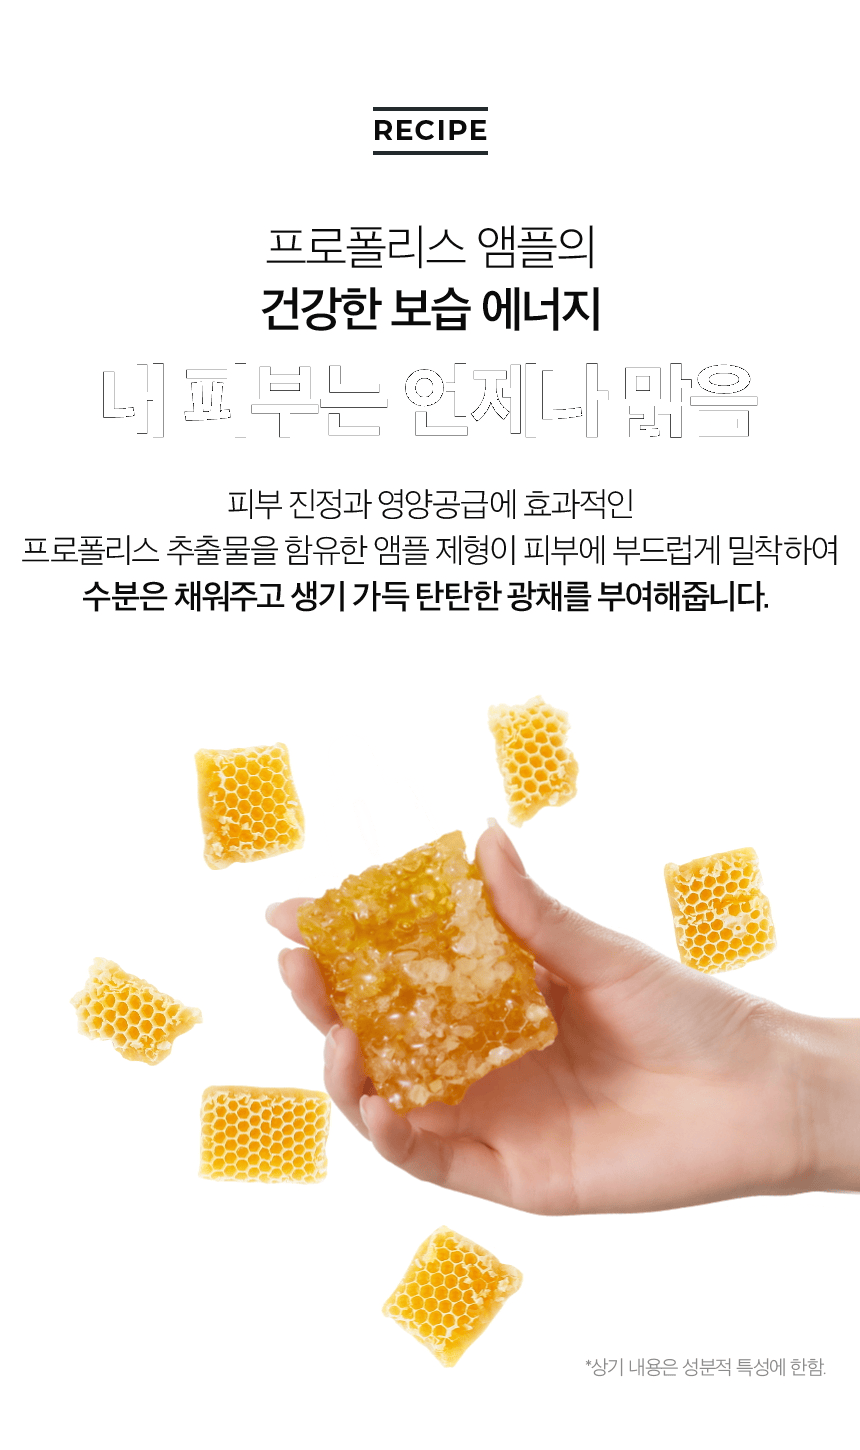 RECIPE
프로폴리스 앰플의
건강한 보습 에너지
내 피부는 언제나 맑음
피부 진정과 영양공급에 효과적인
프로폴리스 추출물을 함유한 앰플 제형이 피부에 부드럽게 밀착하여
수분은 채워주고 생기 가득 탄탄한 광채를 부여해줍니다.
*상기 내용은 성분적 특성에 한함.